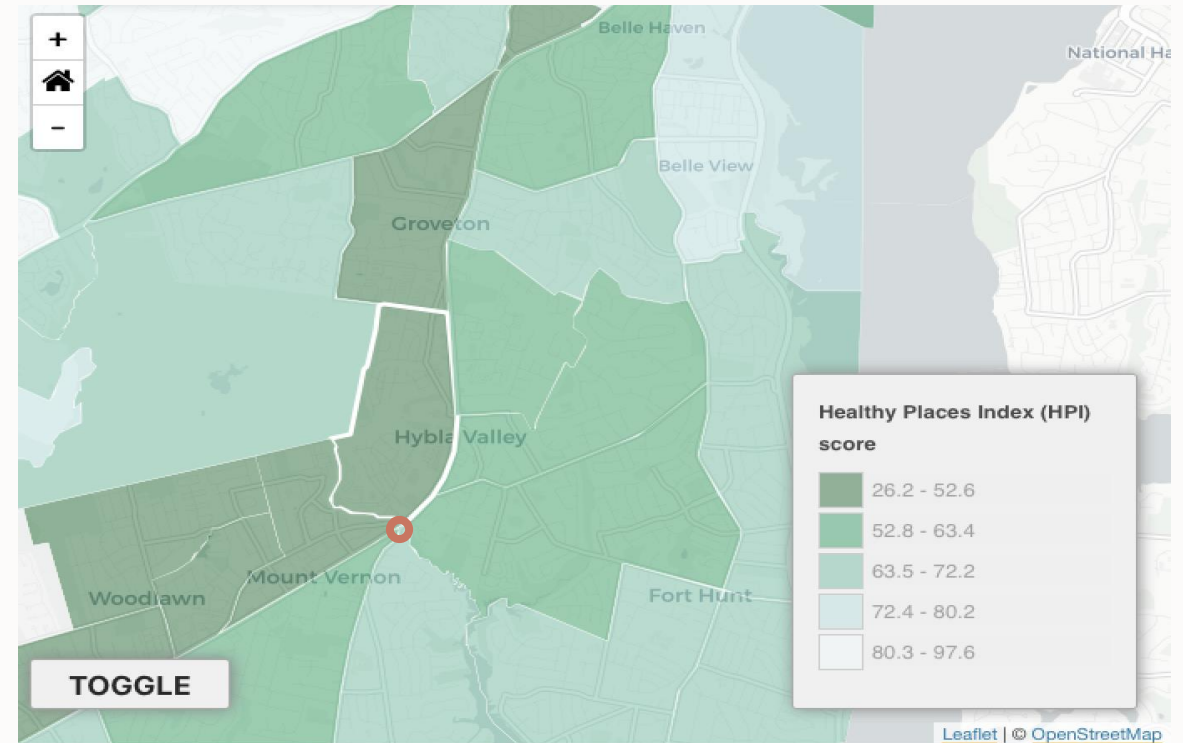 +
−
Belle Haven
National Ha
Belle View
Groveton
Hybla Valley
Mount Vernon
Woodlawn
Fort Hunt
Healthy Places Index (HPI)
score
26.2 - 52.6
52.8 - 63.4
63.5 - 72.2
72.4 - 80.2
80.3 - 97.6
TOGGLE
Leaflet | © OpenStreetMap